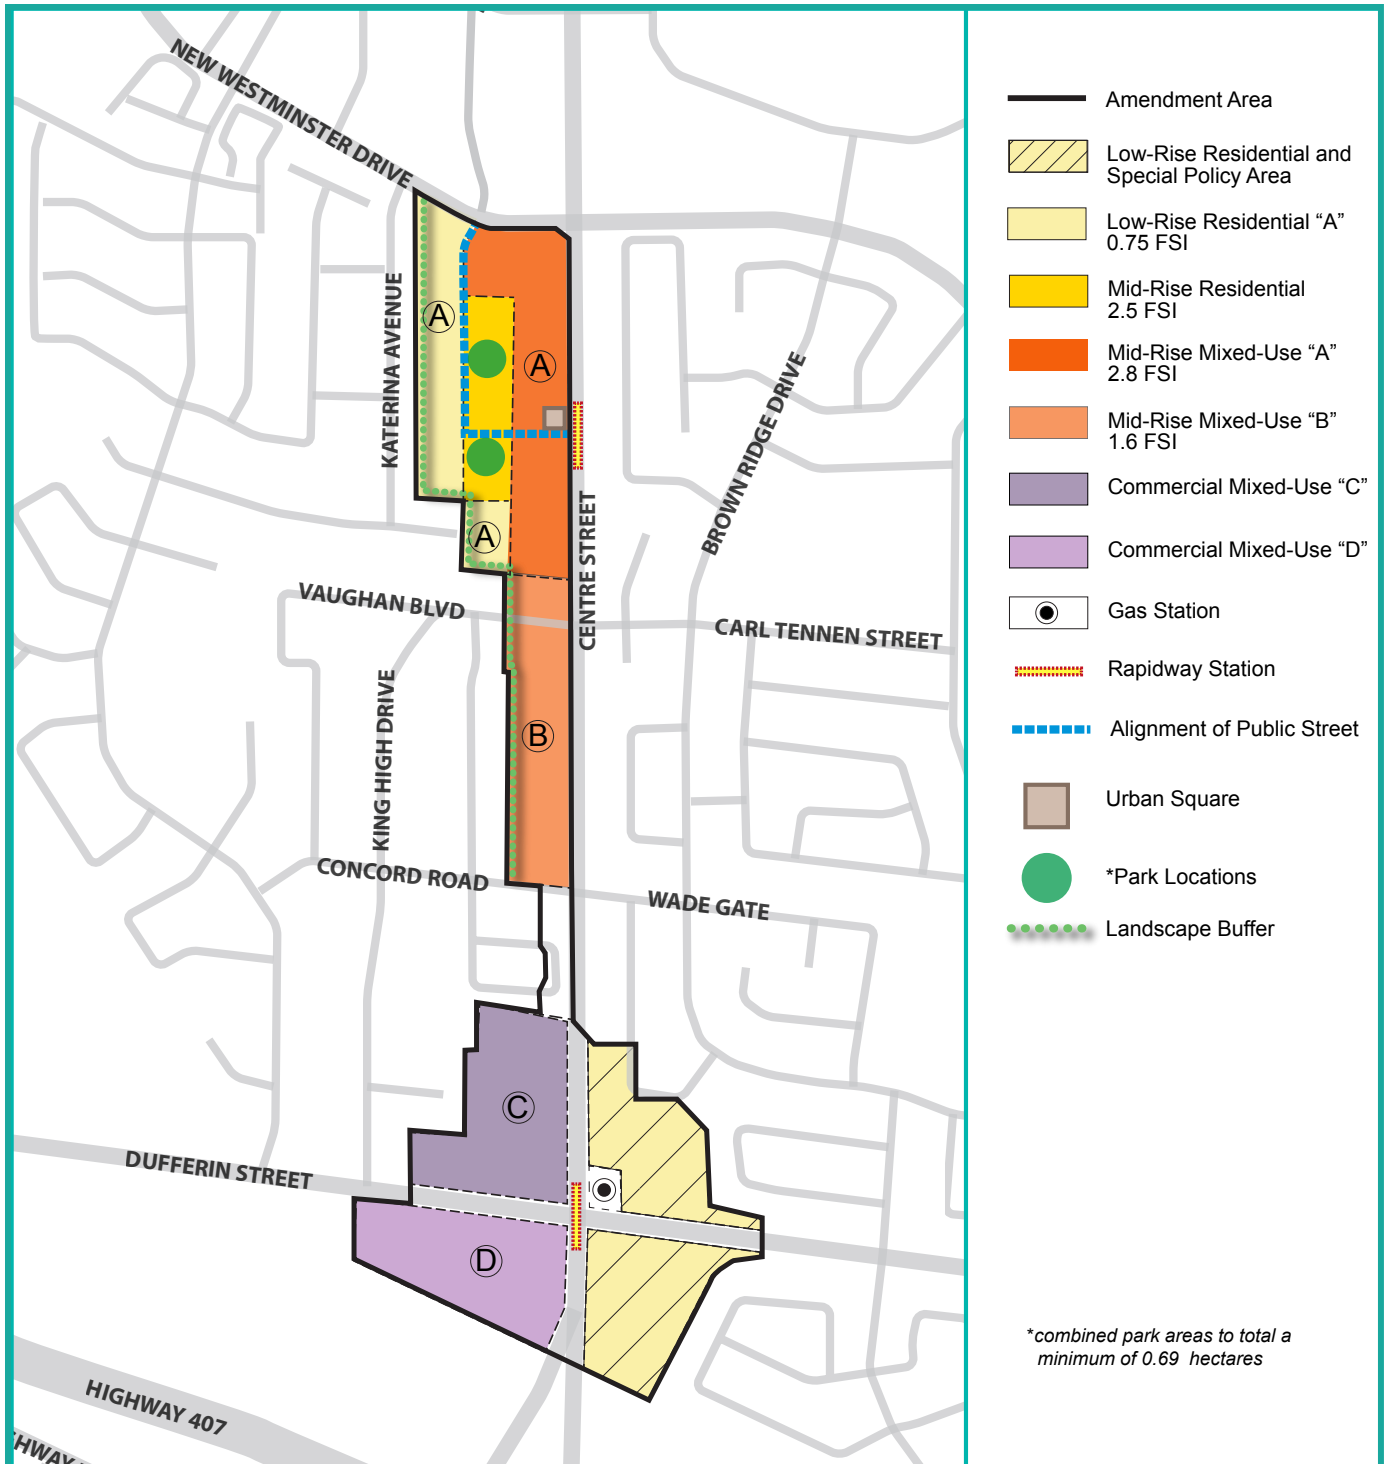 NEW WESTMINSTER DRIVE
KATERINA AVENUE
A
A
A
BROWN RIDGE DRIVE
CENTRE STREET
VAUGHAN BLVD
CARL TENNEN STREET
KING HIGH DRIVE
B
CONCORD ROAD
WADE GATE
C
DUFFERIN STREET
D
HIGHWAY 407
Amendment Area
Low-Rise Residential and
Special Policy Area
Low-Rise Residential “A”
0.75 FSI
Mid-Rise Residential
2.5 FSI
Mid-Rise Mixed-Use “A”
2.8 FSI
Mid-Rise Mixed-Use “B”
1.6 FSI
Commercial Mixed-Use “C”
Commercial Mixed-Use “D”
Gas Station
Rapidway Station
Alignment of Public Street
Urban Square
*Park Locations
Landscape Buffer
*combined park areas to total a
minimum of 0.69 hectares